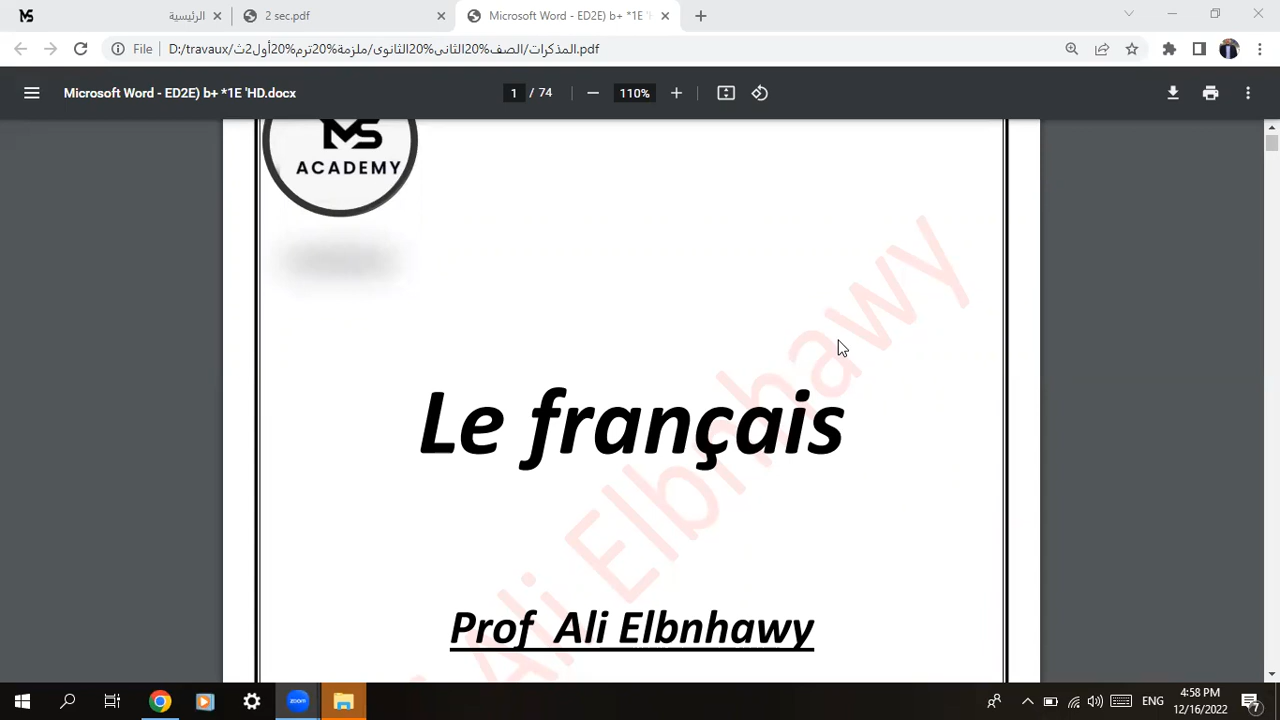 الرئيسية
2 sec.pdf
Microsoft Word - ED2E) b+ *1E 'H
File
D:/travaux/المذكرات/الصف%20الثانى%20الثانوى/ملزمة%20ترم%20أول2ث.pdf
Microsoft Word - ED2E) b+ *1E 'HD.docx
1 / 74
110%
MS
ACADEMY
Le français
Prof Ali Elbnhawy
Ali Elbnhawy
zoom
ENG
4:58 PM
12/16/2022
7